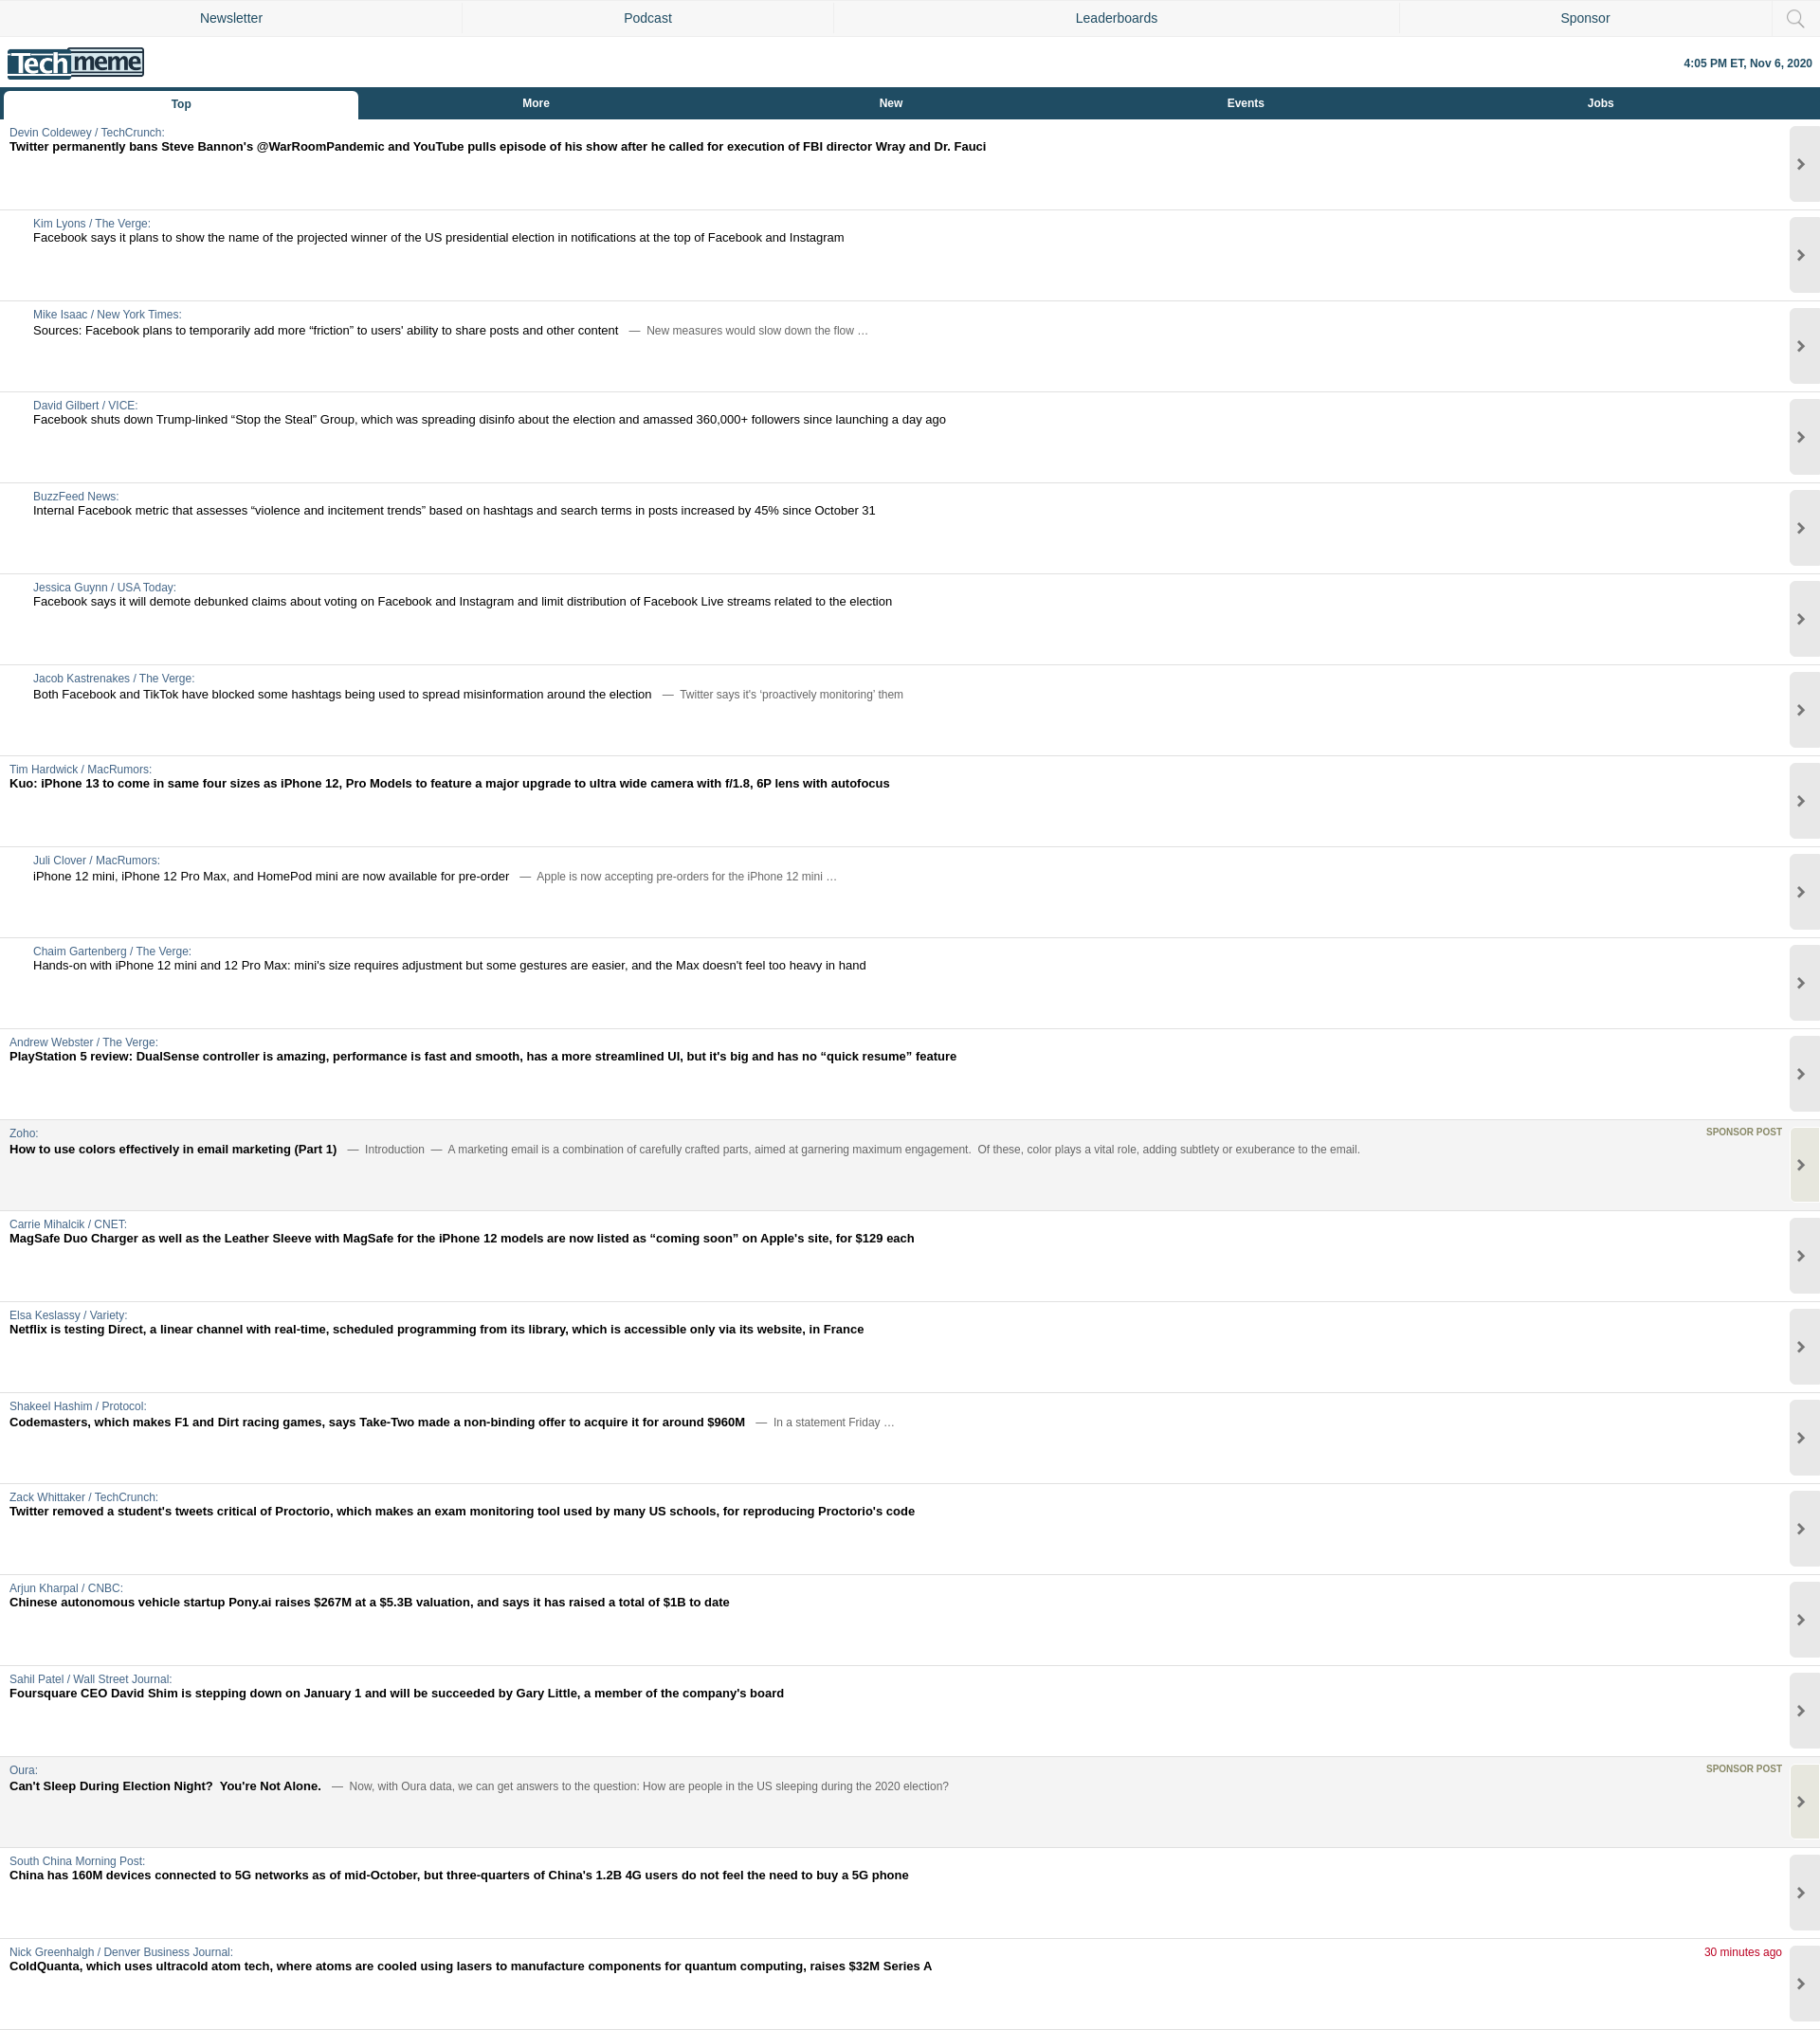 Newsletter
Podcast
Leaderboards
Sponsor
Techmeme
4:05 PM ET, Nov 6, 2020
Top
More
New
Events
Jobs
Devin Coldewey / TechCrunch:
Twitter permanently bans Steve Bannon's @WarRoomPandemic and YouTube pulls episode of his show after he called for execution of FBI director Wray and Dr. Fauci
Kim Lyons / The Verge:
Facebook says it plans to show the name of the projected winner of the US presidential election in notifications at the top of Facebook and Instagram
Mike Isaac / New York Times:
Sources: Facebook plans to temporarily add more “friction” to users' ability to share posts and other content — New measures would slow down the flow …
David Gilbert / VICE:
Facebook shuts down Trump-linked “Stop the Steal” Group, which was spreading disinfo about the election and amassed 360,000+ followers since launching a day ago
BuzzFeed News:
Internal Facebook metric that assesses “violence and incitement trends” based on hashtags and search terms in posts increased by 45% since October 31
Jessica Guynn / USA Today:
Facebook says it will demote debunked claims about voting on Facebook and Instagram and limit distribution of Facebook Live streams related to the election
Jacob Kastrenakes / The Verge:
Both Facebook and TikTok have blocked some hashtags being used to spread misinformation around the election — Twitter says it's ‘proactively monitoring’ them
Tim Hardwick / MacRumors:
Kuo: iPhone 13 to come in same four sizes as iPhone 12, Pro Models to feature a major upgrade to ultra wide camera with f/1.8, 6P lens with autofocus
Juli Clover / MacRumors:
iPhone 12 mini, iPhone 12 Pro Max, and HomePod mini are now available for pre-order — Apple is now accepting pre-orders for the iPhone 12 mini …
Chaim Gartenberg / The Verge:
Hands-on with iPhone 12 mini and 12 Pro Max: mini's size requires adjustment but some gestures are easier, and the Max doesn't feel too heavy in hand
Andrew Webster / The Verge:
PlayStation 5 review: DualSense controller is amazing, performance is fast and smooth, has a more streamlined UI, but it's big and has no “quick resume” feature
Zoho:
SPONSOR POST
How to use colors effectively in email marketing (Part 1) — Introduction — A marketing email is a combination of carefully crafted parts, aimed at garnering maximum engagement. Of these, color plays a vital role, adding subtlety or exuberance to the email.
Carrie Mihalcik / CNET:
MagSafe Duo Charger as well as the Leather Sleeve with MagSafe for the iPhone 12 models are now listed as “coming soon” on Apple's site, for $129 each
Elsa Keslassy / Variety:
Netflix is testing Direct, a linear channel with real-time, scheduled programming from its library, which is accessible only via its website, in France
Shakeel Hashim / Protocol:
Codemasters, which makes F1 and Dirt racing games, says Take-Two made a non-binding offer to acquire it for around $960M — In a statement Friday …
Zack Whittaker / TechCrunch:
Twitter removed a student's tweets critical of Proctorio, which makes an exam monitoring tool used by many US schools, for reproducing Proctorio's code
Arjun Kharpal / CNBC:
Chinese autonomous vehicle startup Pony.ai raises $267M at a $5.3B valuation, and says it has raised a total of $1B to date
Sahil Patel / Wall Street Journal:
Foursquare CEO David Shim is stepping down on January 1 and will be succeeded by Gary Little, a member of the company's board
Oura:
SPONSOR POST
Can't Sleep During Election Night? You're Not Alone. — Now, with Oura data, we can get answers to the question: How are people in the US sleeping during the 2020 election?
South China Morning Post:
China has 160M devices connected to 5G networks as of mid-October, but three-quarters of China's 1.2B 4G users do not feel the need to buy a 5G phone
Nick Greenhalgh / Denver Business Journal:
30 minutes ago
ColdQuanta, which uses ultracold atom tech, where atoms are cooled using lasers to manufacture components for quantum computing, raises $32M Series A